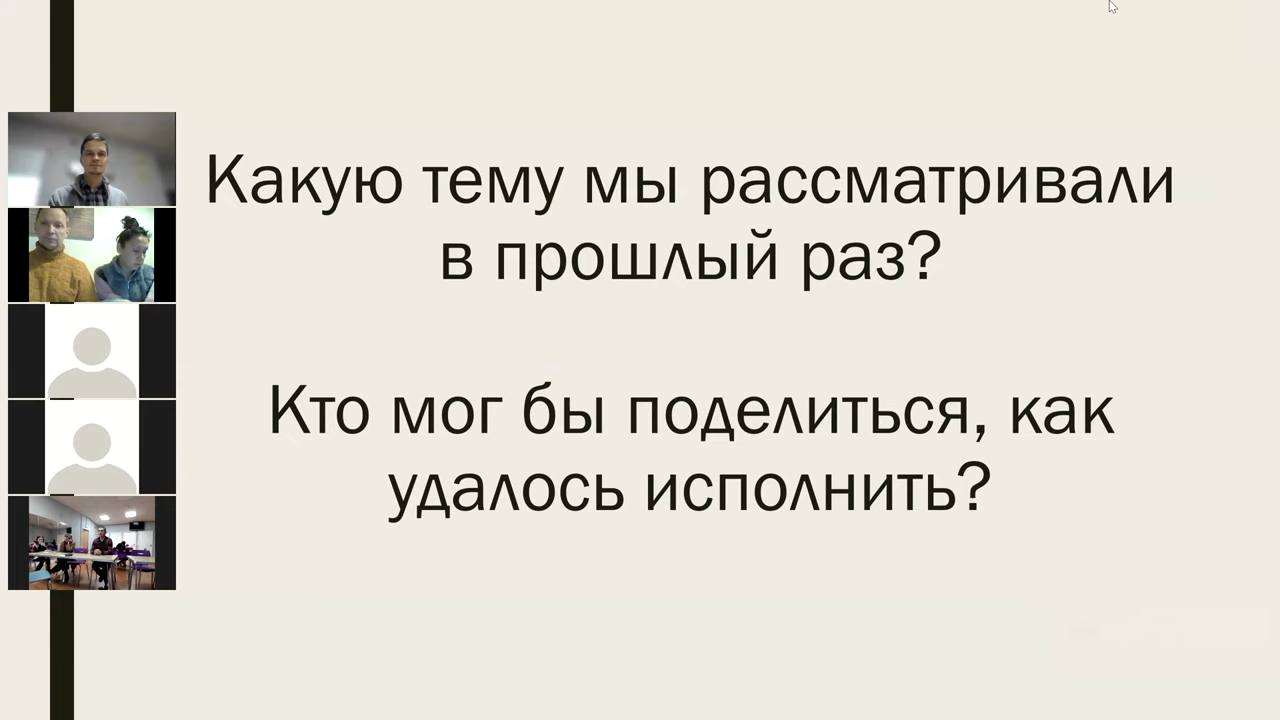 Какую тему мы рассматривали
в прошлый раз?
Кто мог бы поделиться, как
удалось исполнить?